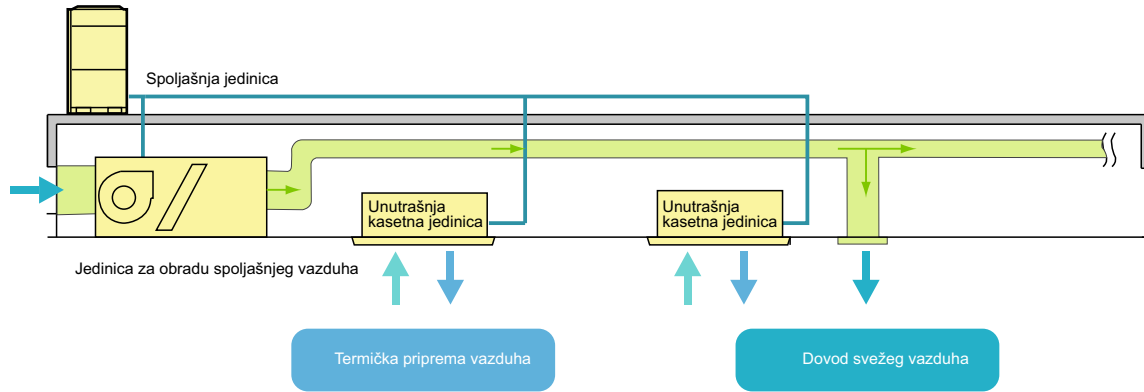 Spoljašnja jedinica
Unutrašnja
kasetna jedinica
Unutrašnja
kasetna jedinica
Jedinica za obradu spoljašnjeg vazduha
Termička priprema vazduha
Dovod svežeg vazduha